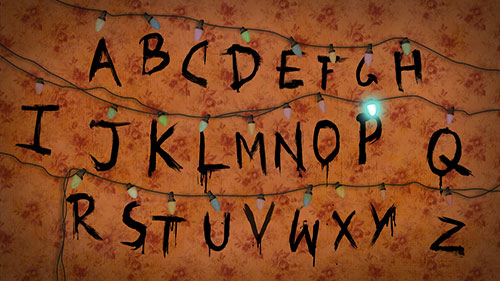 ABCDEFGH
IJKLMNOPQ
RSTUVWXYZ